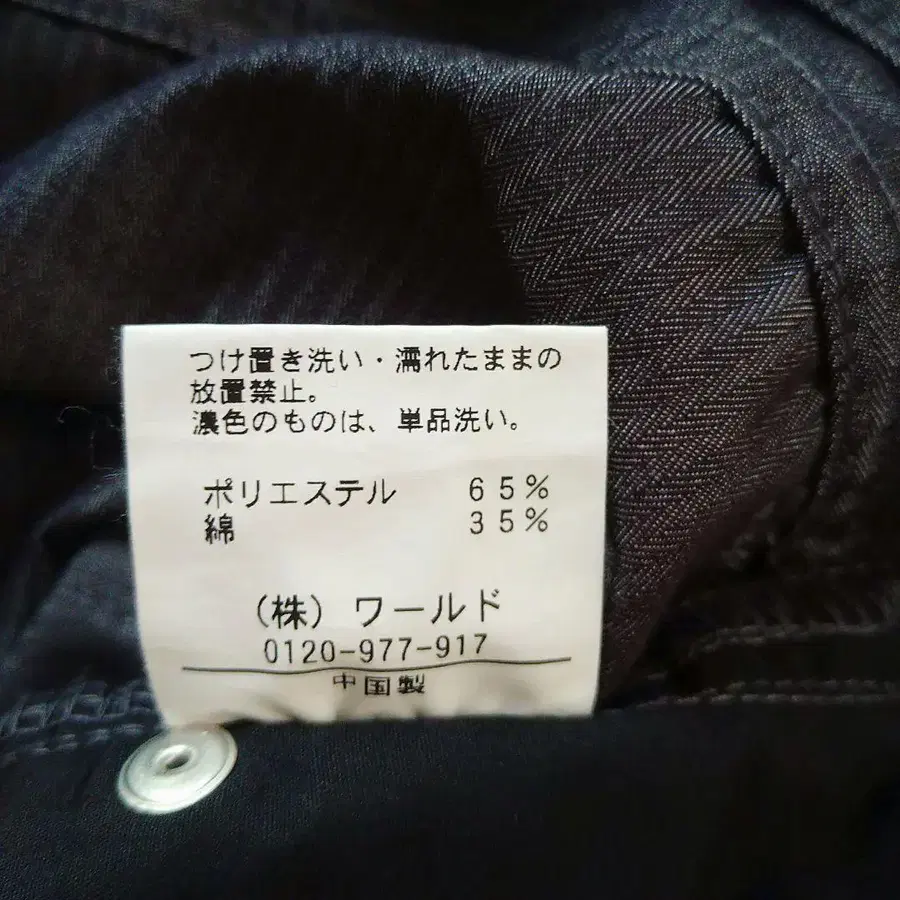 つけ置き洗い・濡れたままの
放置禁止。
濃色のものは、単品洗い。
ポリエステル 65%
綿 35%
(株)ワールド
0120-977-917
中国製